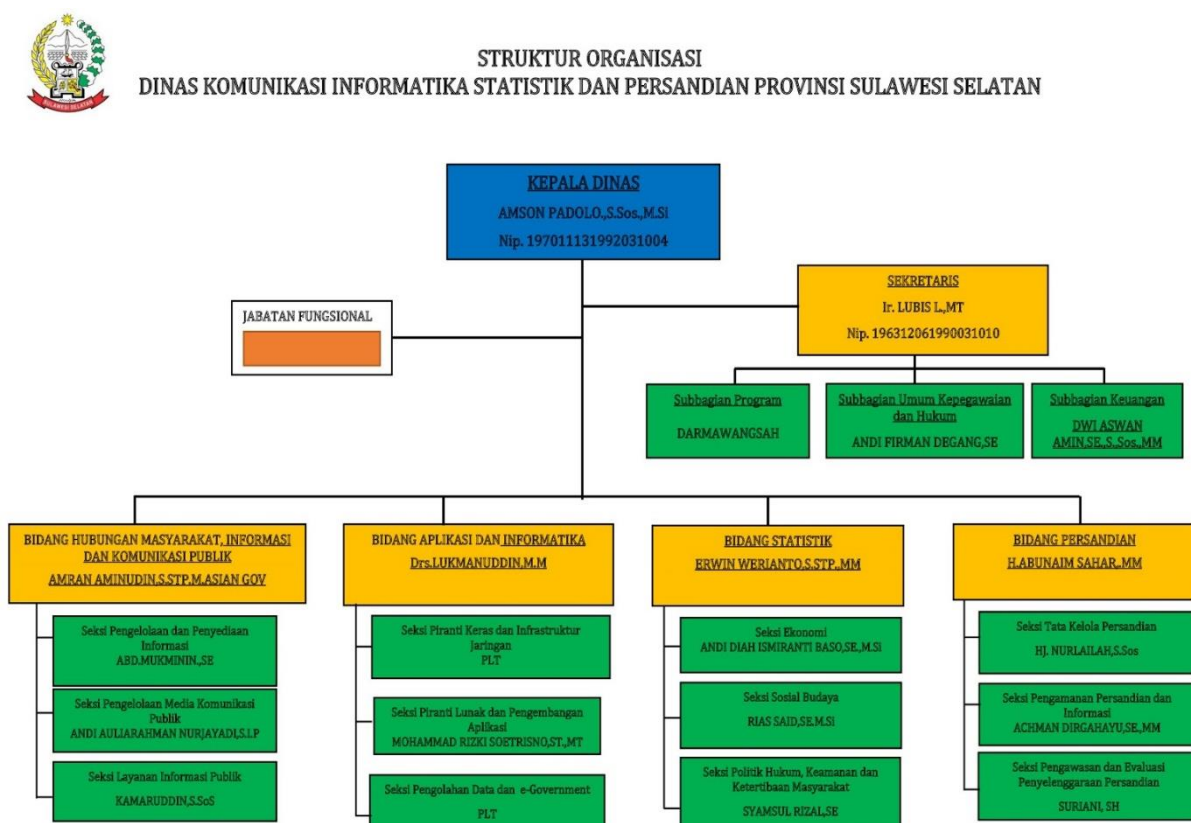 SULAWESI SELATAN
STRUKTUR ORGANISASI
DINAS KOMUNIKASI INFORMATIKA STATISTIK DAN PERSANDIAN PROVINSI SULAWESI SELATAN
KEPALA DINAS
AMSON PADOLO.,S.Sos.,M.SI
Nip. 197011131992031004
SEKRETARIS
Ir. LUBIS L.,MT
Nip. 196312061990031010
JABATAN FUNGSIONAL
Subbagian Program
DARMAWANGSAH
Subbagian Umum Kepegawaian
dan Hukum
ANDI FIRMAN DEGANG,SE
Subbagian Keuangan
DWI ASWAN
AMIN,SE.,S.,Sos.,MM
BIDANG HUBUNGAN MASYARAKAT, INFORMASI
DAN KOMUNIKASI PUBLIK
AMRAN AMINUDIN,S.STP.M.ASIAN GOV
Seksi Pengelolaan dan Penyediaan
Informasi
ABD.MUKMININ.,SE
Seksi Pengelolaan Media Komunikasi
Publik
ANDI AULIARAHMAN NURJAYADI,S.I.P
Seksi Layanan Informasi Publik
KAMARUDDIN,S.SoS
BIDANG APLIKASI DAN INFORMATIKA
Drs.LUKMANUDDIN,M.M
Seksi Piranti Keras dan Infrastruktur
Jaringan
PLT
Seksi Piranti Lunak dan Pengembangan
Aplikasi
MOHAMMAD RIZKI SOETRISNO,ST.,MT
Seksi Pengolahan Data dan e-Government
PLT
BIDANG STATISTIK
ERWIN WERIANTO,S.STP.,MM
Seksi Ekonomi
ANDI DIAH ISMIRANTI BASO,SE.,M.SI
Seksi Sosial Budaya
RIAS SAID,SE.M.SI
Seksi Politik Hukum, Keamanan dan
Ketertibaan Masyarakat
SYAMSUL RIZAL,SE
BIDANG PERSANDIAN
H.ABUNAIM SAHAR.,MM
Seksi Tata Kelola Persandian
HJ. NURLAILAH,S.Sos
Seksi Pengamanan Persandian dan
Informasi
ACHMAN DIRGAHAYU,SE.,MM
Seksi Pengawasan dan Evaluasi
Penyelenggaraan Persandian
SURIANI, SH